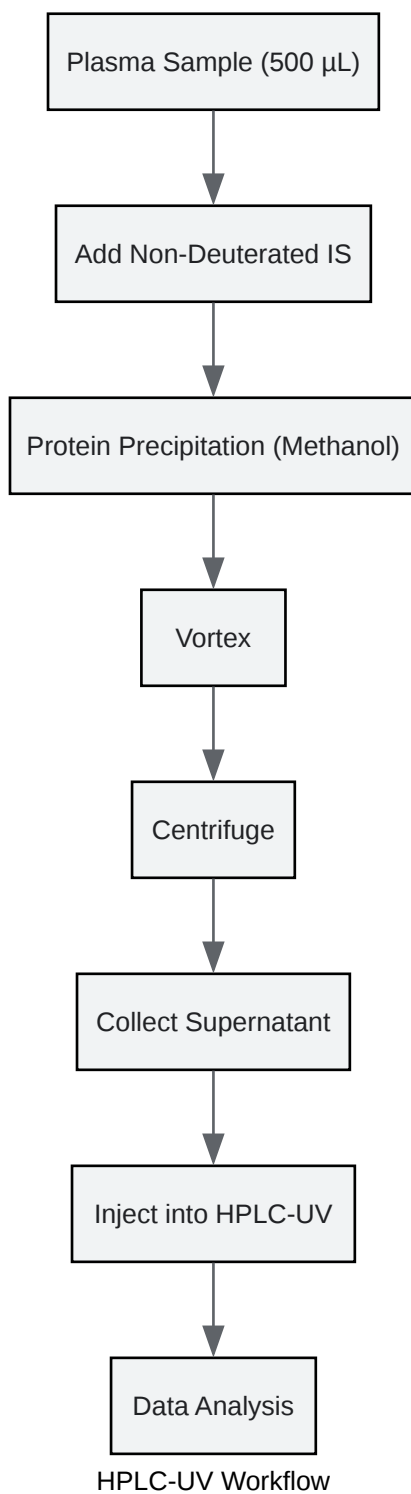 Plasma Sample (500 µL)
Add Non-Deuterated IS
Protein Precipitation (Methanol)
Vortex
Centrifuge
Collect Supernatant
Inject into HPLC-UV
Data Analysis
HPLC-UV Workflow